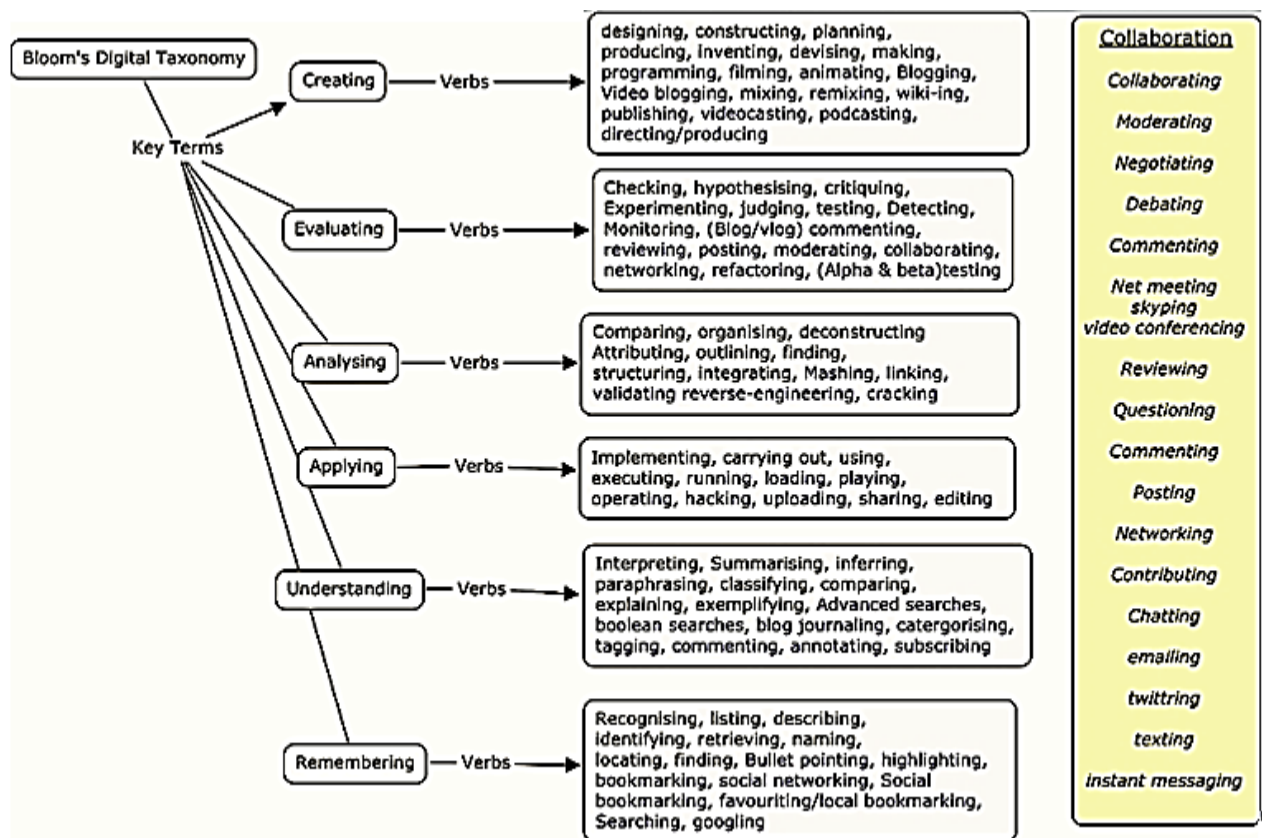 Bloom's Digital Taxonomy
Key Terms
Creating
Verbs
designing, constructing, planning,
producing, inventing, devising, making,
programming, filming, animating, Blogging,
Video blogging, mixing, remixing, wiki-ing,
publishing, videocasting, podcasting,
directing/producing
Evaluating
Verbs
Checking, hypothesising, critiquing,
Experimenting, judging, testing, Detecting,
Monitoring, (Blog/vlog) commenting,
reviewing, posting, moderating, collaborating,
networking, refactoring, (Alpha & beta)testing
Analysing
Verbs
Comparing, organising, deconstructing
Attributing, outlining, finding,
structuring, integrating, Mashing, linking,
validating reverse-engineering, cracking
Applying
Verbs
Implementing, carrying out, using,
executing, running, loading, playing,
operating, hacking, uploading, sharing, editing
Understanding
Verbs
Interpreting, Summarising, inferring,
paraphrasing, classifying, comparing,
explaining, exemplifying, Advanced searches,
boolean searches, blog journaling, catergorising,
tagging, commenting, annotating, subscribing
Remembering
Verbs
Recognising, listing, describing,
identifying, retrieving, naming,
locating, finding, Bullet pointing, highlighting,
bookmarking, social networking, Social
bookmarking, favouriting/local bookmarking,
Searching, googling
Collaboration
Collaborating
Moderating
Negotiating
Debating
Commenting
Net meeting
skyping
video conferencing
Reviewing
Questioning
Commenting
Posting
Networking
Contributing
Chatting
emailing
twittring
texting
instant messaging